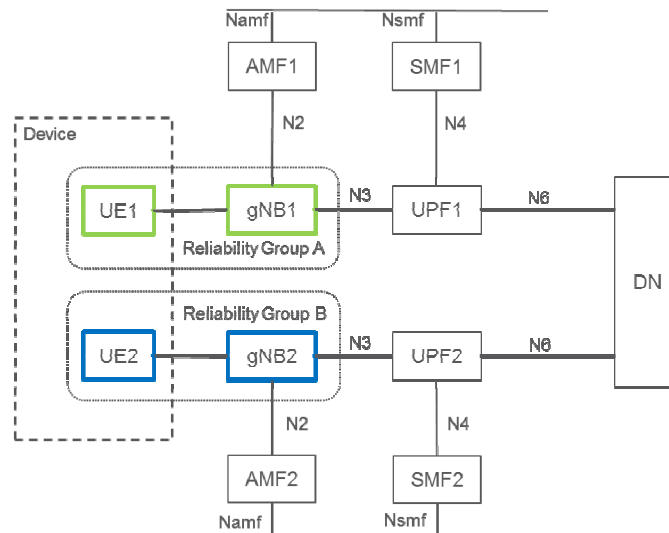 Namf
Nsmf
AMF1
SMF1
N2
N4
Device
UE1
gNB1
N3
UPF1
N6
Reliability Group A
DN
Reliability Group B
UE2
gNB2
N3
UPF2
N6
N2
N4
AMF2
SMF2
Namf
Nsmf